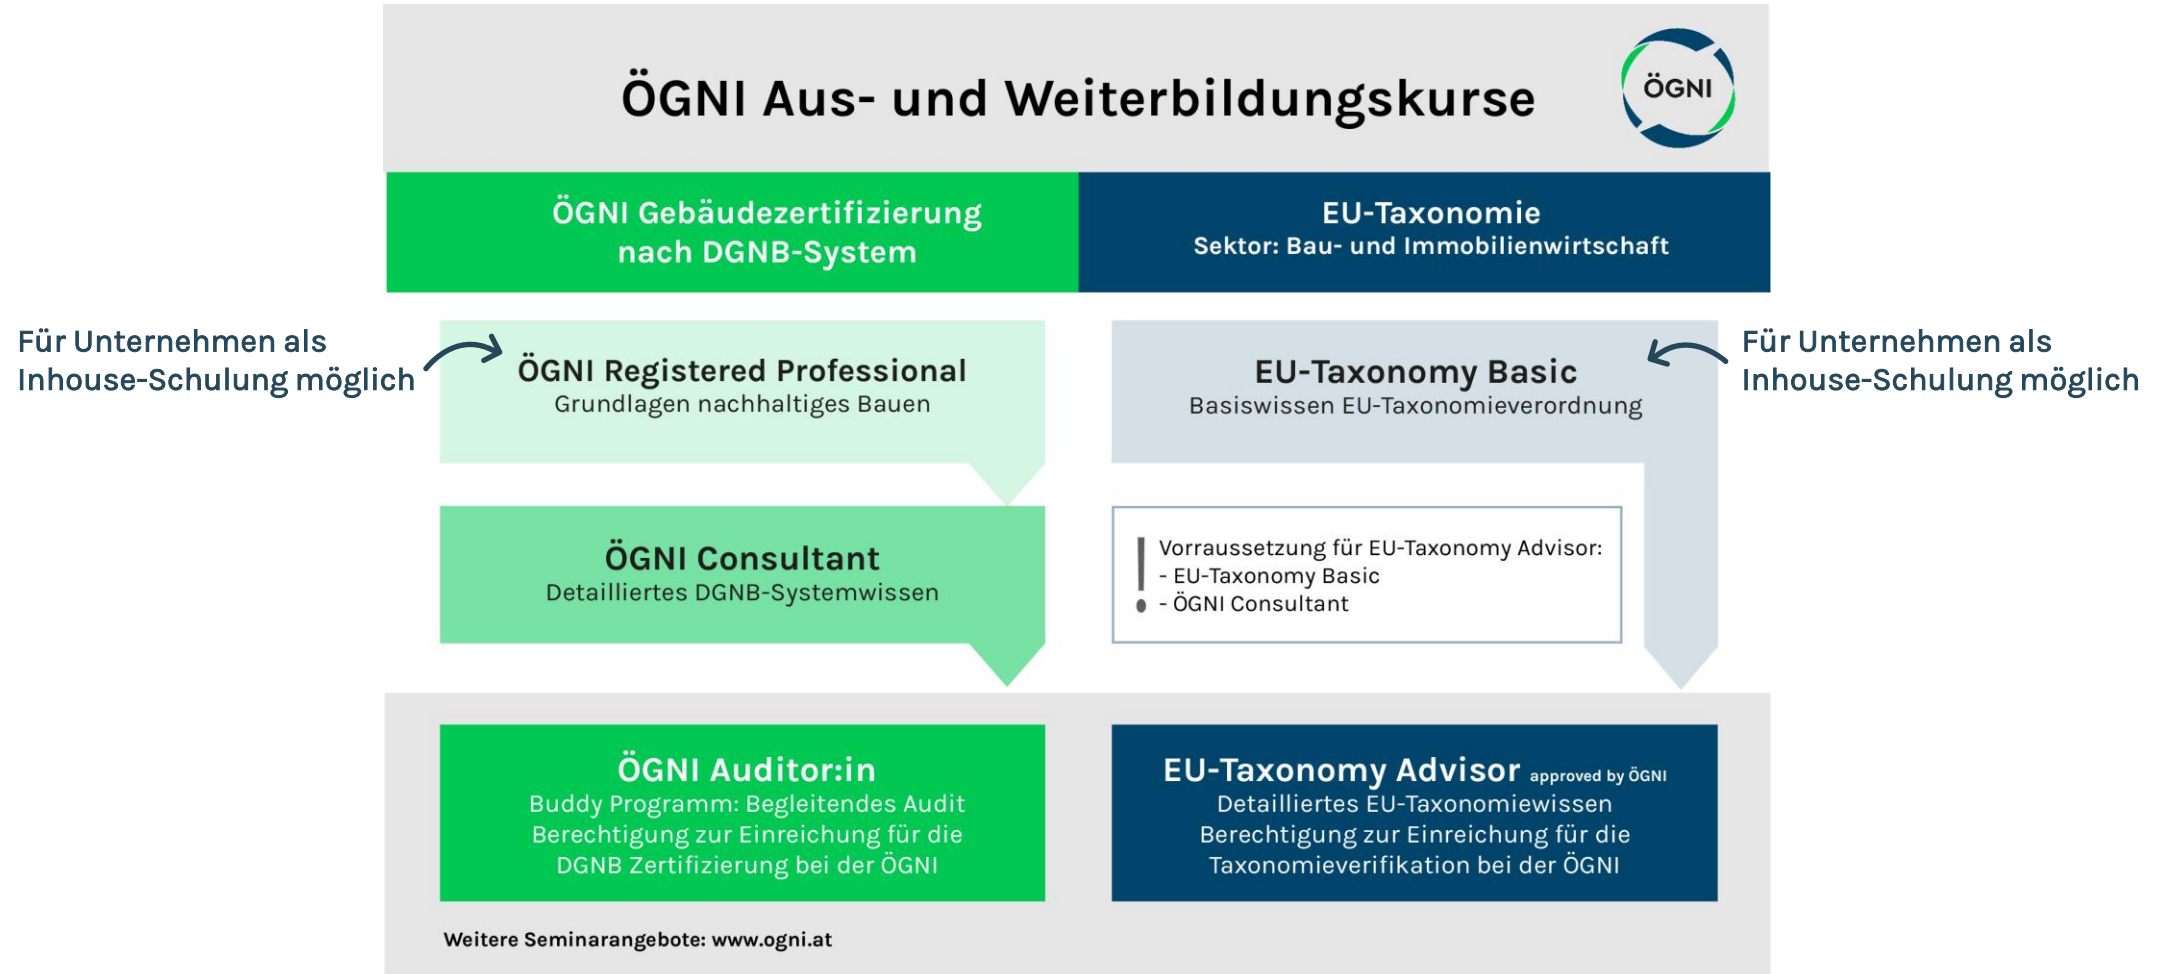 ÖGNI Aus- und Weiterbildungskurse
ÖGNI
ÖGNI Gebäudezertifizierung
nach DGNB-System
EU-Taxonomie
Sektor: Bau- und Immobilienwirtschaft
Für Unternehmen als
Inhouse-Schulung möglich
ÖGNI Registered Professional
Grundlagen nachhaltiges Bauen
EU-Taxonomy Basic
Basiswissen EU-Taxonomieverordnung
Für Unternehmen als
Inhouse-Schulung möglich
ÖGNI Consultant
Detailliertes DGNB-Systemwissen
! Vorraussetzung für EU-Taxonomy Advisor:
- EU-Taxonomy Basic
- ÖGNI Consultant
ÖGNI Auditor:in
Buddy Programm: Begleitendes Audit
Berechtigung zur Einreichung für die
DGNB Zertifizierung bei der ÖGNI
EU-Taxonomy Advisor approved by ÖGNI
Detailliertes EU-Taxonomiewissen
Berechtigung zur Einreichung für die
Taxonomieverifikation bei der ÖGNI
Weitere Seminarangebote: www.ogni.at